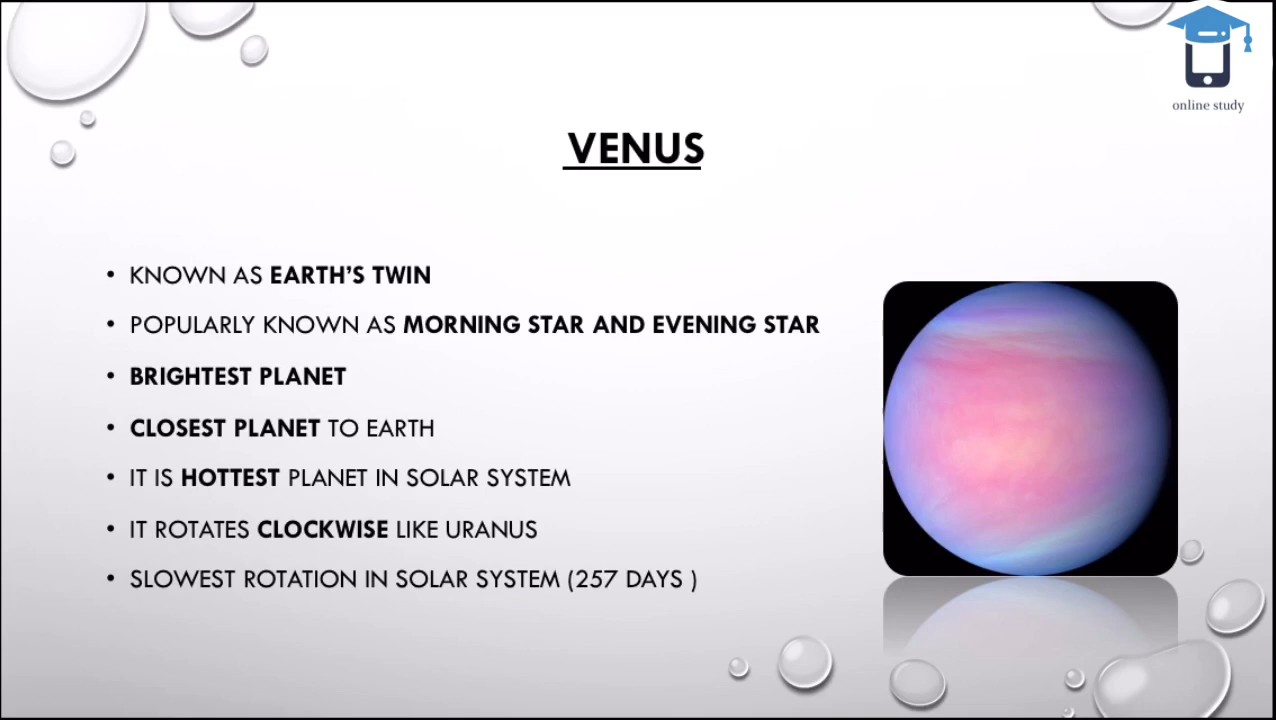 online study
VENUS
• KNOWN AS EARTH'S TWIN
• POPULARLY KNOWN AS MORNING STAR AND EVENING STAR
• BRIGHTEST PLANET
• CLOSEST PLANET TO EARTH
• IT IS HOTTEST PLANET IN SOLAR SYSTEM
• IT ROTATES CLOCKWISE LIKE URANUS
• SLOWEST ROTATION IN SOLAR SYSTEM (257 DAYS )